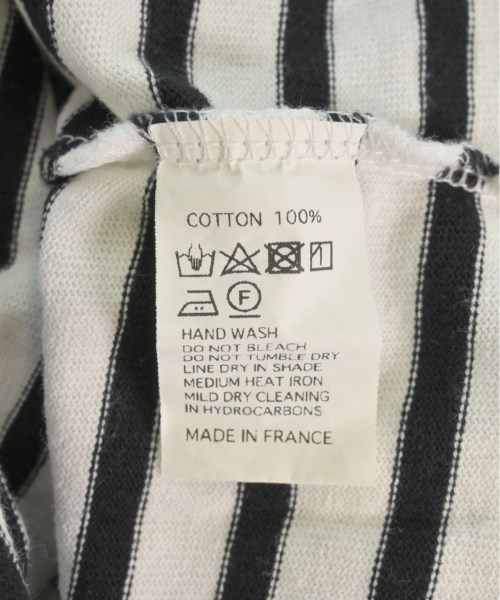 COTTON 100%
F
HAND WASH
DO NOT BLEACH
DO NOT TUMBLE DRY
LINE DRY IN SHADE
MEDIUM HEAT IRON
MILD DRY CLEANING
IN HYDROCARBONS
MADE IN FRANCE